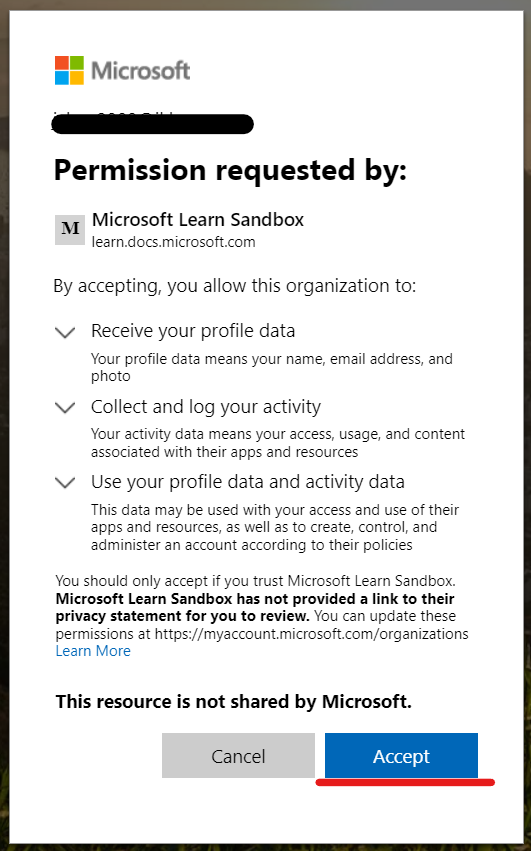 Microsoft
Permission requested by:
M
Microsoft Learn Sandbox
learn.docs.microsoft.com
By accepting, you allow this organization to:
Receive your profile data
Your profile data means your name, email address, and
photo
Collect and log your activity
Your activity data means your access, usage, and content
associated with their apps and resources
Use your profile data and activity data
This data may be used with your access and use of their
apps and resources, as well as to create, control, and
administer an account according to their policies
You should only accept if you trust Microsoft Learn Sandbox.
Microsoft Learn Sandbox has not provided a link to their
privacy statement for you to review. You can update these
permissions at https://myaccount.microsoft.com/organizations
Learn More
This resource is not shared by Microsoft.
Cancel
Accept